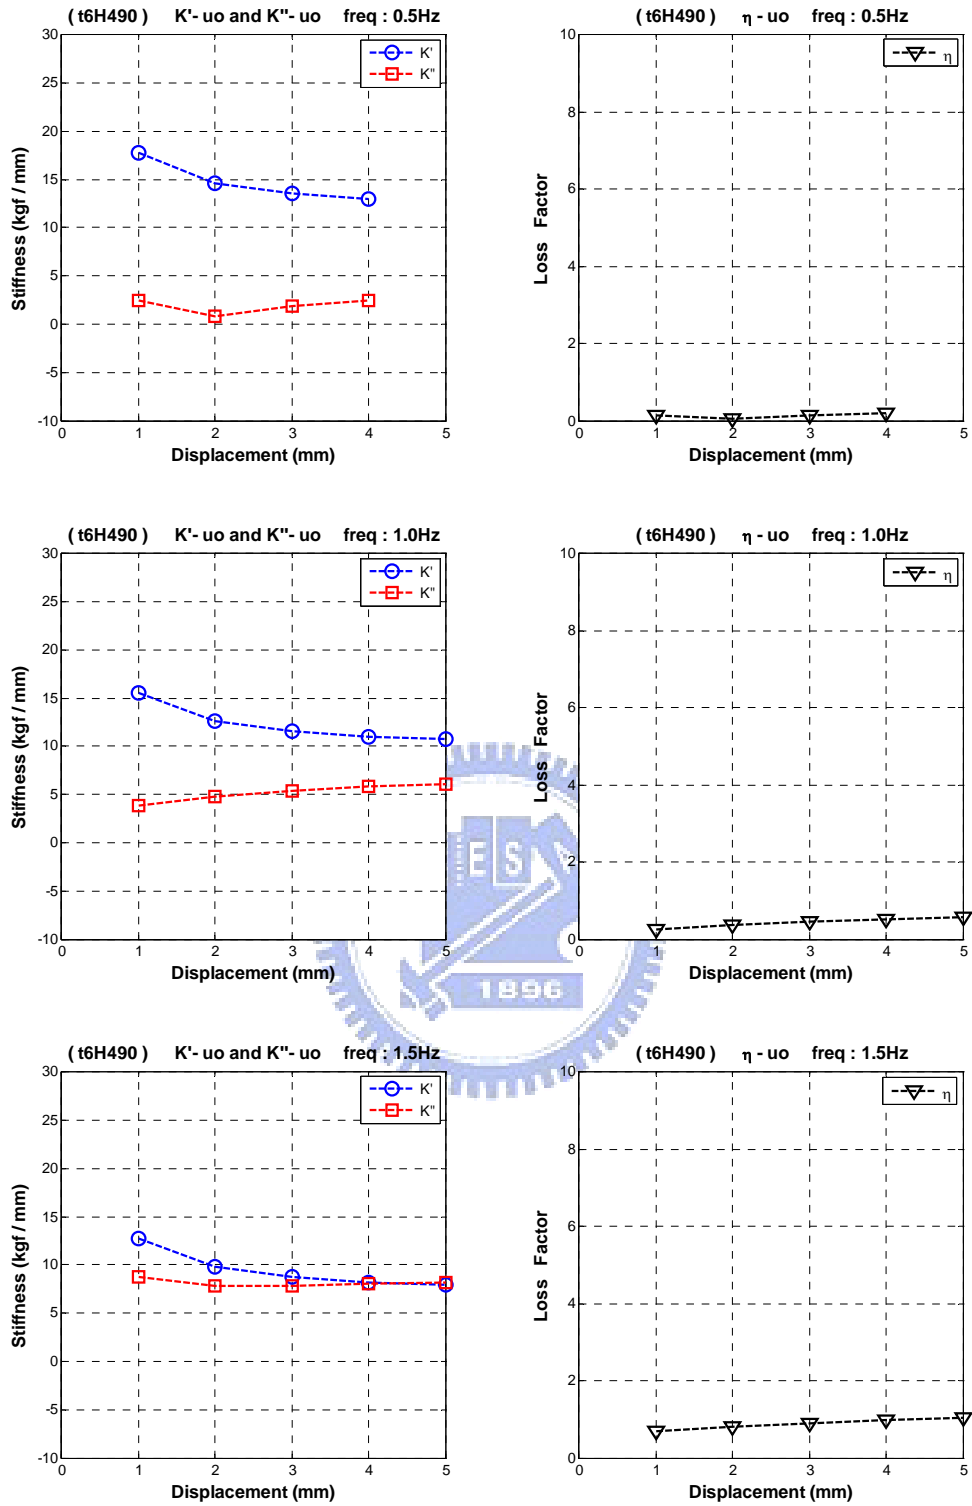 ( t6H490 ) K'- uo and K"- uo freq : 0.5Hz
30
25
20
15
10
5
0
-5
-10
Stiffness (kgf / mm)
K'
K"
0 1 2 3 4 5
Displacement (mm)
( t6H490 ) η - uo freq : 0.5Hz
10
8
6
4
2
0
Loss Factor
η
0 1 2 3 4 5
Displacement (mm)
( t6H490 ) K'- uo and K"- uo freq : 1.0Hz
30
25
20
15
10
5
0
-5
-10
Stiffness (kgf / mm)
K'
K"
0 1 2 3 4 5
Displacement (mm)
( t6H490 ) η - uo freq : 1.0Hz
10
8
6
4
2
0
Loss Factor
η
0 1 2 3 4 5
Displacement (mm)
E S
1896
( t6H490 ) K'- uo and K"- uo freq : 1.5Hz
30
25
20
15
10
5
0
-5
-10
Stiffness (kgf / mm)
K'
K"
0 1 2 3 4 5
Displacement (mm)
( t6H490 ) η - uo freq : 1.5Hz
10
8
6
4
2
0
Loss Factor
η
0 1 2 3 4 5
Displacement (mm)